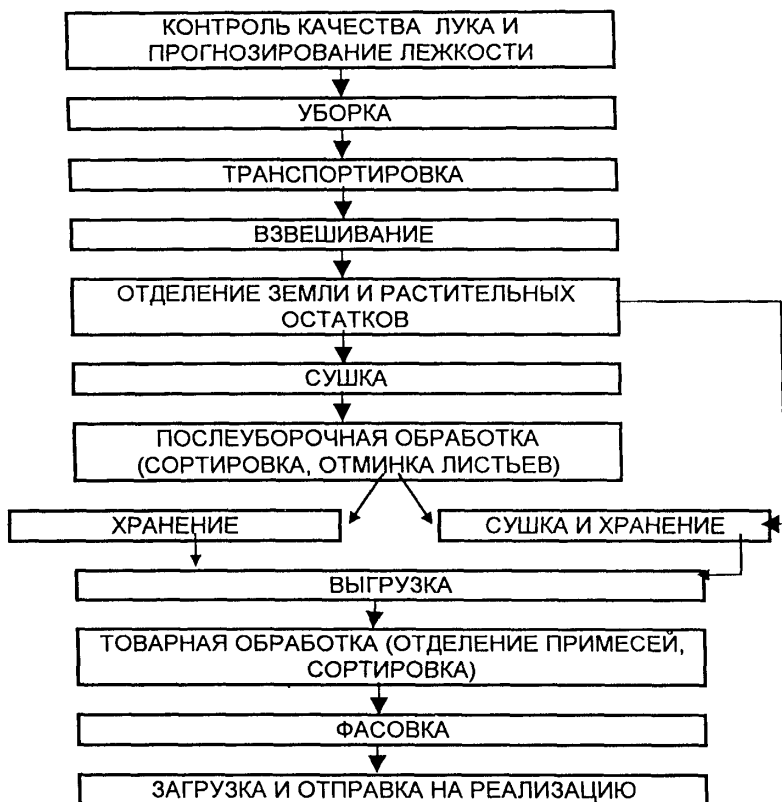 КОНТРОЛЬ КАЧЕСТВА ЛУКА И
ПРОГНОЗИРОВАНИЕ ЛЕЖКОСТИ
УБОРКА
ТРАНСПОРТИРОВКА
ВЗВЕШИВАНИЕ
ОТДЕЛЕНИЕ ЗЕМЛИ И РАСТИТЕЛЬНЫХ
ОСТАТКОВ
СУШКА
ПОСЛЕУБОРОЧНАЯ ОБРАБОТКА
(СОРТИРОВКА, ОТМИНКА ЛИСТЬЕВ)
ХРАНЕНИЕ
СУШКА И ХРАНЕНИЕ
ВЫГРУЗКА
ТОВАРНАЯ ОБРАБОТКА (ОТДЕЛЕНИЕ ПРИМЕСЕЙ,
СОРТИРОВКА)
ФАСОВКА
ЗАГРУЗКА И ОТПРАВКА НА РЕАЛИЗАЦИЮ